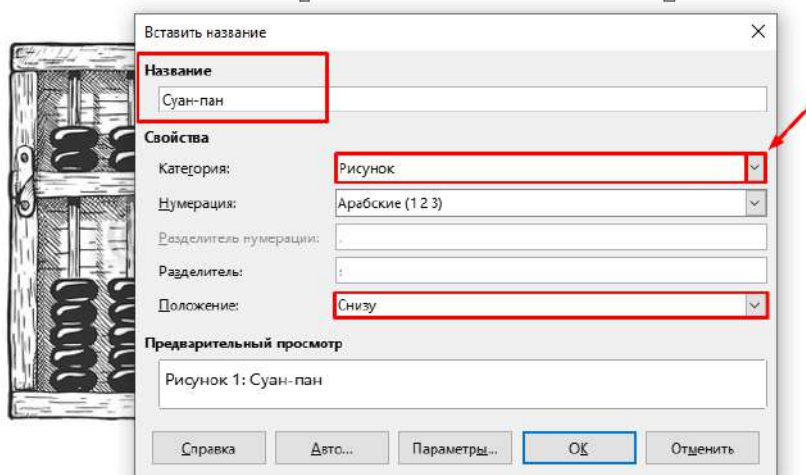 Вставить название
Название
Суан-пан
Свойства
Категория: Рисунок
Нумерация: Арабские (1 2 3)
Разделитель нумерации: .
Разделитель: :
Положение: Снизу
Предварительный просмотр
Рисунок 1: Суан-пан
Справка Авто... Параметры... ОК Отменить